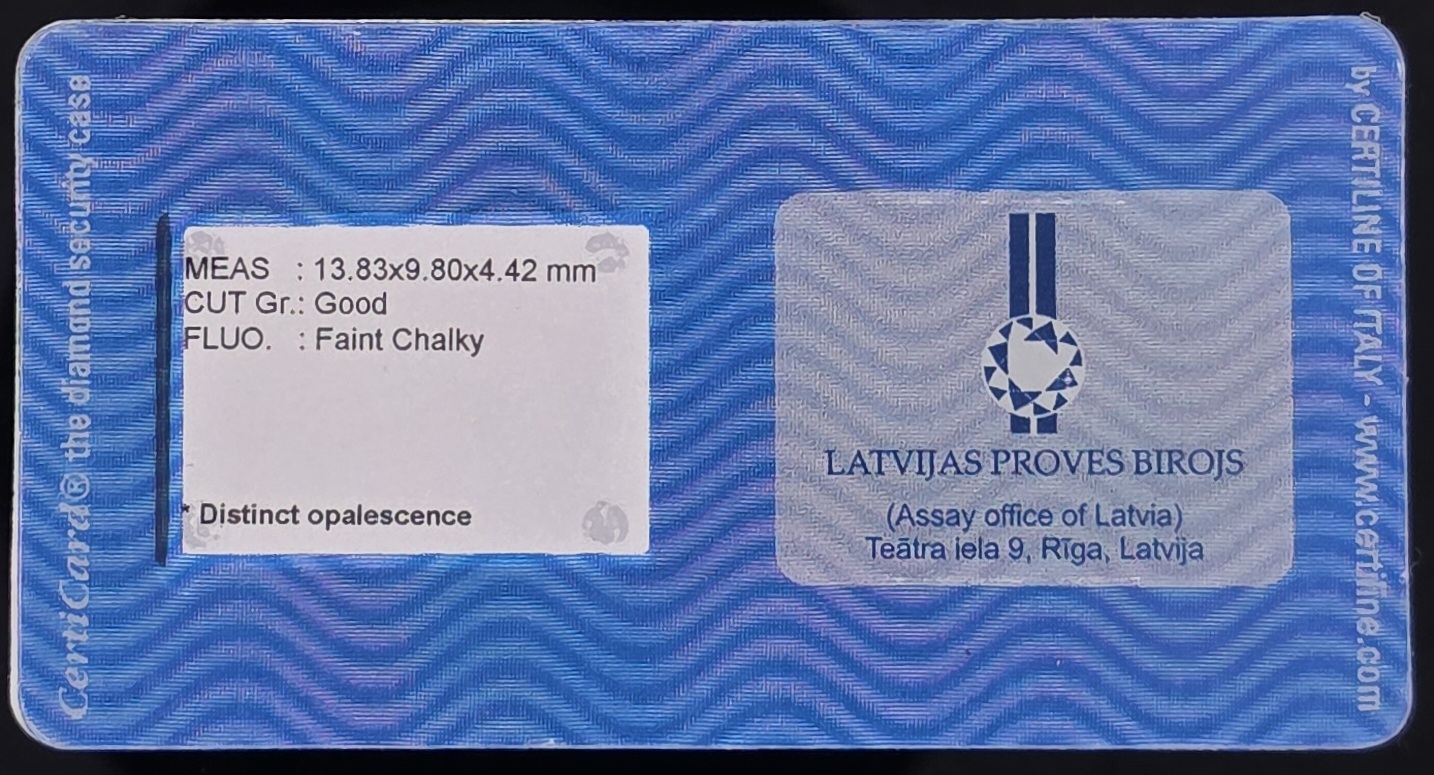 CertiCard® the diamand security case
MEAS : 13.83x9.80x4.42 mm
CUT Gr.: Good
FLUO. : Faint Chalky
* Distinct opalescence
LATVIJAS PROVES BIROJS
(Assay office of Latvia)
Teātra iela 9, Rīga, Latvija
by CERTILINE OF ITALY - www.certiline.com